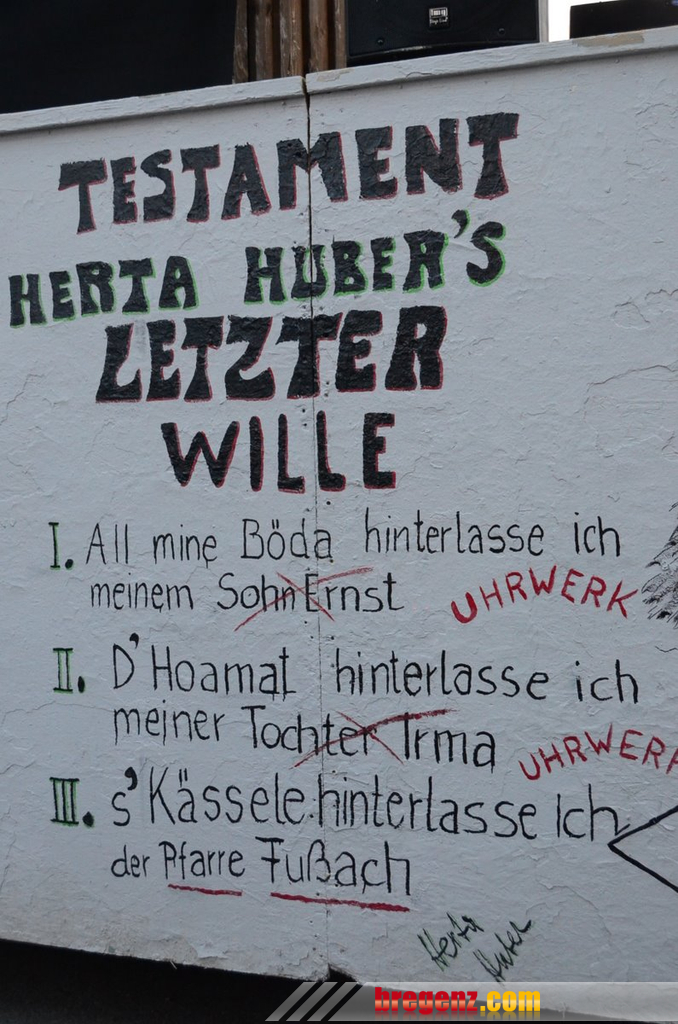 TESTAMENT
HERTA HUBER'S
LETZTER
WILLE
I. All mine Böda hinterlasse ich
meinem Sohn Ernst UHRWERK
II. D'Hoamat hinterlasse ich
meiner Tochter Irma UHRWERK
III. s'Kässele hinterlasse Ich
der Pfarre Fußach
Herta
Huber
bregenz.com